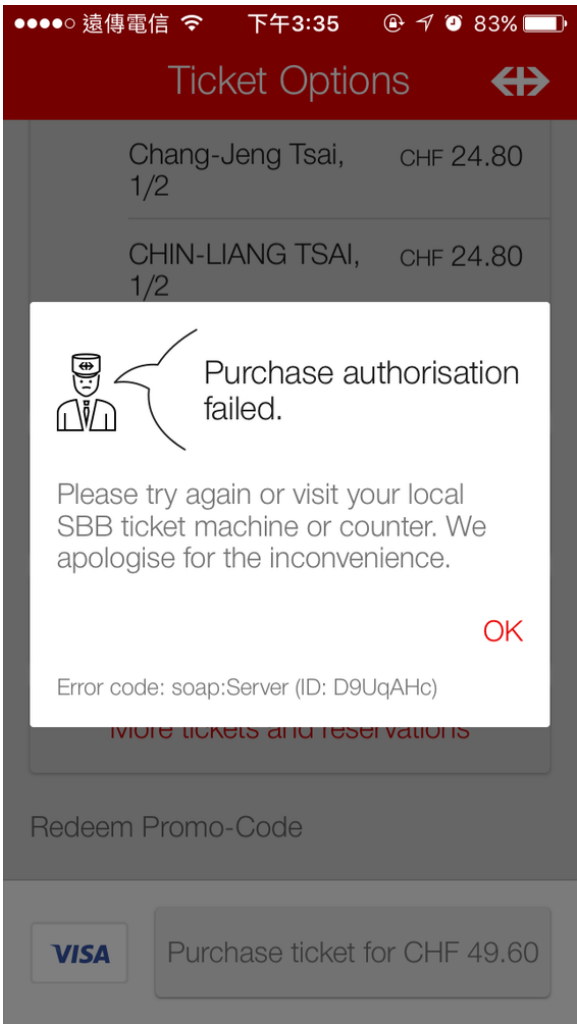 遠傳電信 下午3:35 83%
Ticket Options
Chang-Jeng Tsai, CHF 24.80
1/2
CHIN-LIANG TSAI, CHF 24.80
1/2
Purchase authorisation
failed.
Please try again or visit your local
SBB ticket machine or counter. We
apologise for the inconvenience.
OK
Error code: soap:Server (ID: D9UqAHc)
More tickets and reservations
Redeem Promo-Code
VISA Purchase ticket for CHF 49.60